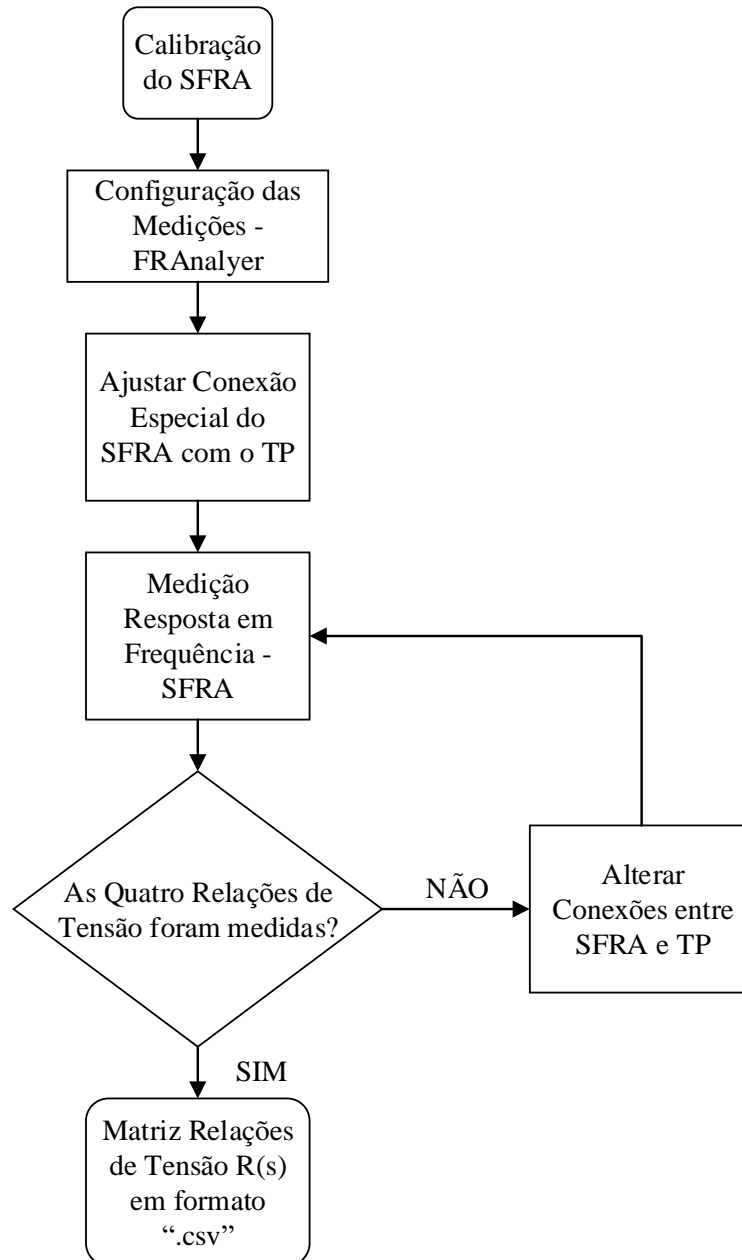 Calibração
do SFRA
Configuração das
Medições -
FRAnalyer
Ajustar Conexão
Especial do
SFRA com o TP
Medição
Resposta em
Frequência -
SFRA
As Quatro Relações de
Tensão foram medidas?
NÃO
Alterar
Conexões entre
SFRA e TP
SIM
Matriz Relações
de Tensão R(s)
em formato
“.csv”